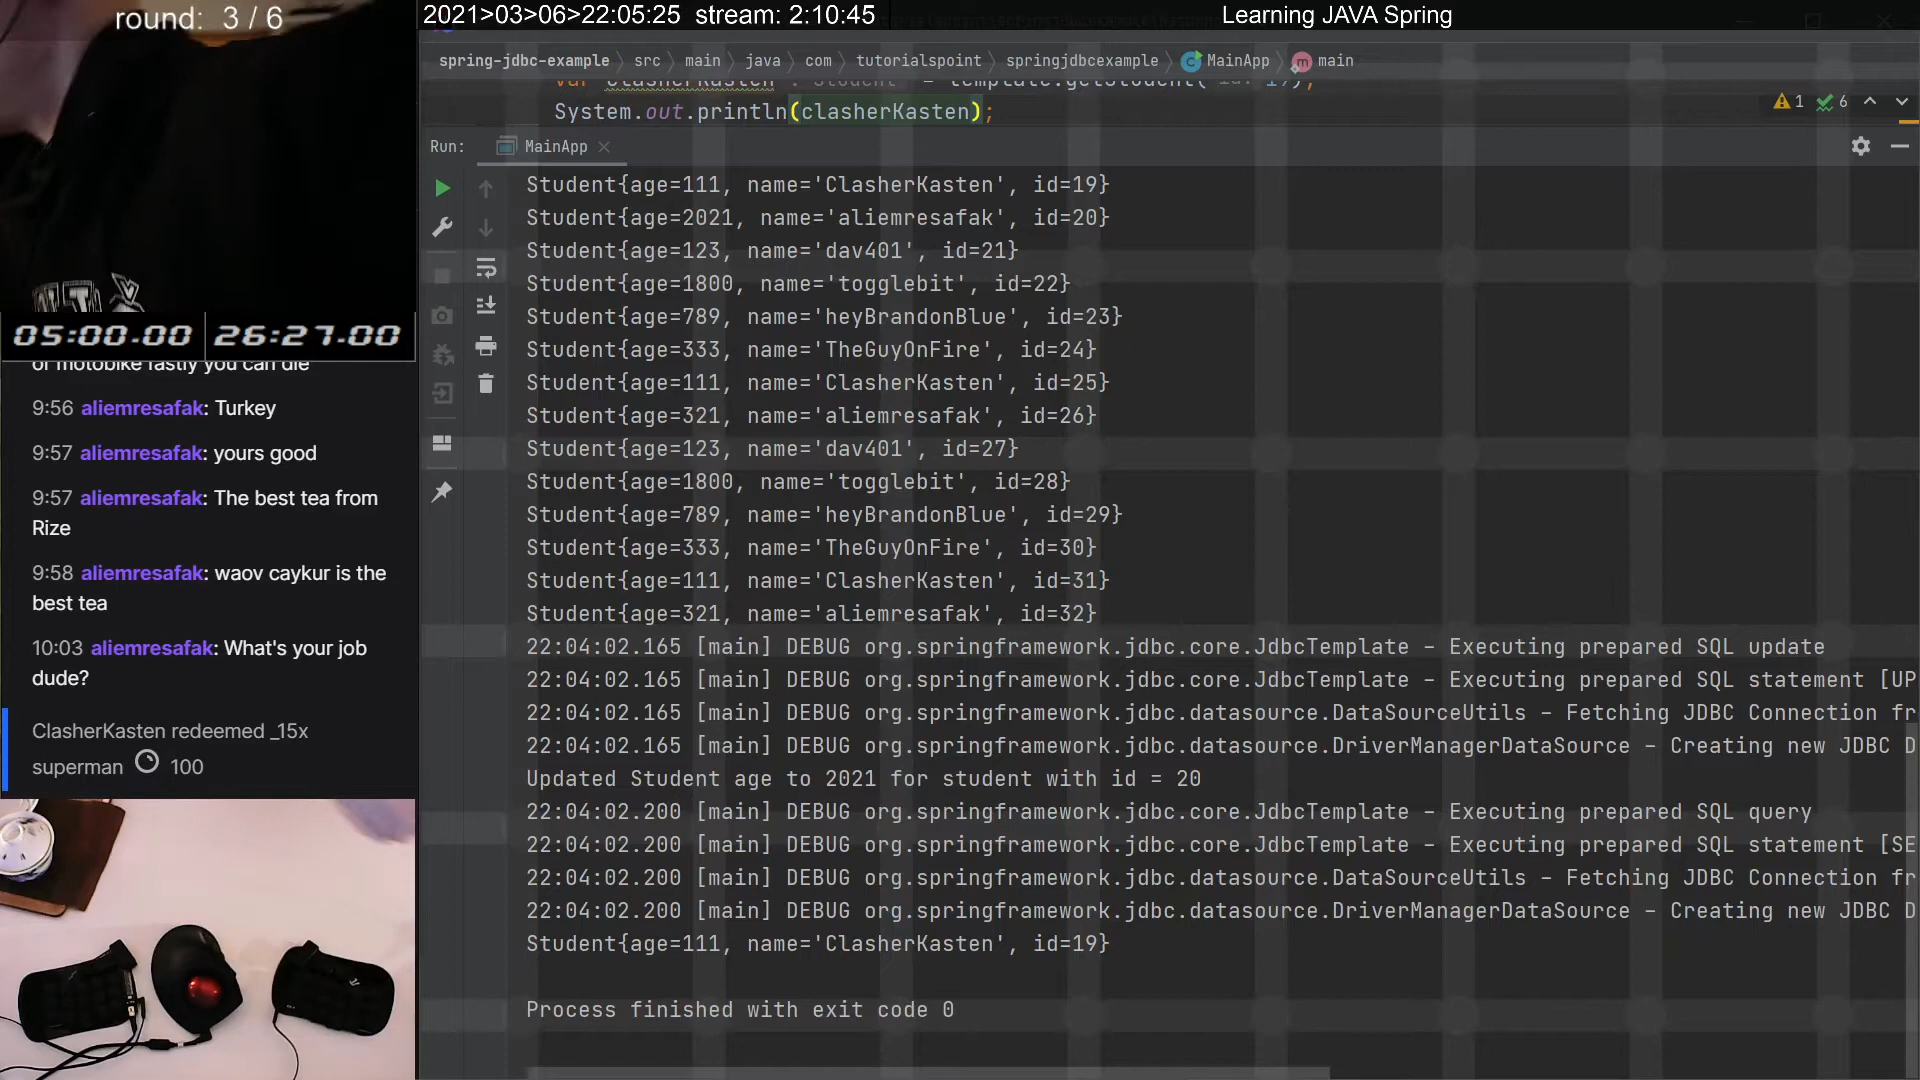 round: 3 / 6
2021>03>06>22:05:25 stream: 2:10:45
Learning JAVA Spring
spring-jdbc-example
src
main
java
com
tutorialspoint
springjdbcexample
MainApp
main
var clasherKasten : Student = template.getStudent( id: 19);
System.out.println(clasherKasten);
1
6
Run:
MainApp
Student{age=111, name='ClasherKasten', id=19}
Student{age=2021, name='aliemresafak', id=20}
Student{age=123, name='dav401', id=21}
Student{age=1800, name='togglebit', id=22}
Student{age=789, name='heyBrandonBlue', id=23}
Student{age=333, name='TheGuyOnFire', id=24}
Student{age=111, name='ClasherKasten', id=25}
Student{age=321, name='aliemresafak', id=26}
Student{age=123, name='dav401', id=27}
Student{age=1800, name='togglebit', id=28}
Student{age=789, name='heyBrandonBlue', id=29}
Student{age=333, name='TheGuyOnFire', id=30}
Student{age=111, name='ClasherKasten', id=31}
Student{age=321, name='aliemresafak', id=32}
22:04:02.165 [main] DEBUG org.springframework.jdbc.core.JdbcTemplate - Executing prepared SQL update
22:04:02.165 [main] DEBUG org.springframework.jdbc.core.JdbcTemplate - Executing prepared SQL statement [UP
22:04:02.165 [main] DEBUG org.springframework.jdbc.datasource.DataSourceUtils - Fetching JDBC Connection fr
22:04:02.165 [main] DEBUG org.springframework.jdbc.datasource.DriverManagerDataSource - Creating new JDBC D
Updated Student age to 2021 for student with id = 20
22:04:02.200 [main] DEBUG org.springframework.jdbc.core.JdbcTemplate - Executing prepared SQL query
22:04:02.200 [main] DEBUG org.springframework.jdbc.core.JdbcTemplate - Executing prepared SQL statement [SE
22:04:02.200 [main] DEBUG org.springframework.jdbc.datasource.DataSourceUtils - Fetching JDBC Connection fr
22:04:02.200 [main] DEBUG org.springframework.jdbc.datasource.DriverManagerDataSource - Creating new JDBC D
Student{age=111, name='ClasherKasten', id=19}
Process finished with exit code 0
05:00.00
26:27.00
or motobike fastly you can die
9:56 aliemresafak: Turkey
9:57 aliemresafak: yours good
9:57 aliemresafak: The best tea from
Rize
9:58 aliemresafak: waov caykur is the
best tea
10:03 aliemresafak: What's your job
dude?
ClasherKasten redeemed _15x
superman 100